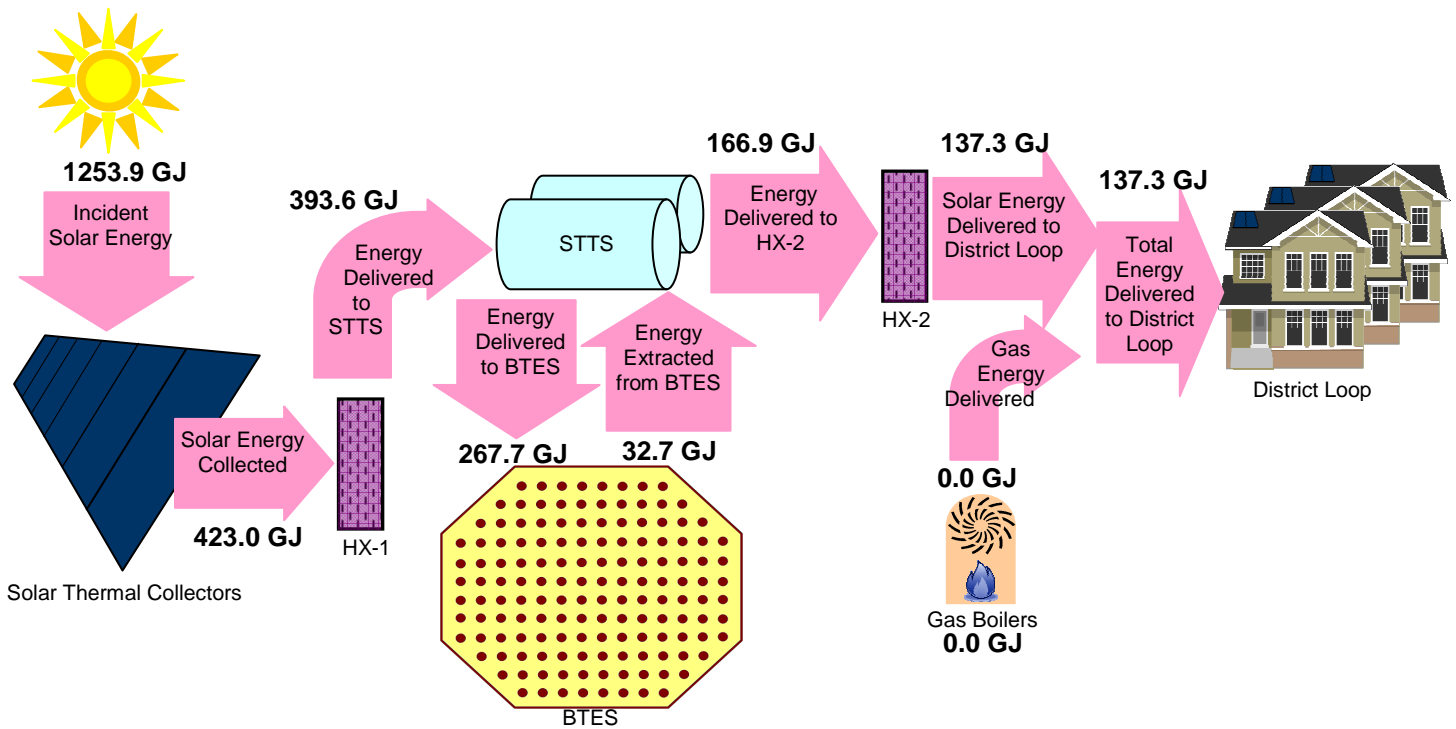 1253.9 GJ
Incident
Solar Energy
Solar Thermal Collectors
Solar Energy
Collected
423.0 GJ
HX-1
393.6 GJ
Energy
Delivered
to
STTS
STTS
Energy
Delivered
to BTES
267.7 GJ
Energy
Extracted
from BTES
32.7 GJ
BTES
166.9 GJ
Energy
Delivered to
HX-2
HX-2
137.3 GJ
Solar Energy
Delivered to
District Loop
Gas
Energy
Delivered
0.0 GJ
Gas Boilers
0.0 GJ
137.3 GJ
Total
Energy
Delivered
to District
Loop
District Loop